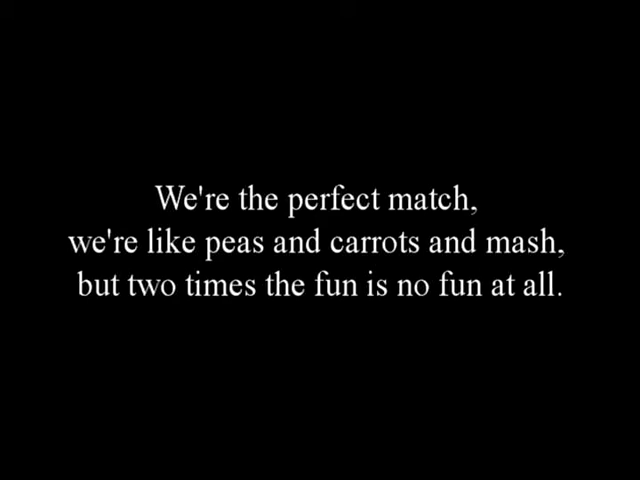 We're the perfect match,
we're like peas and carrots and mash,
but two times the fun is no fun at all.